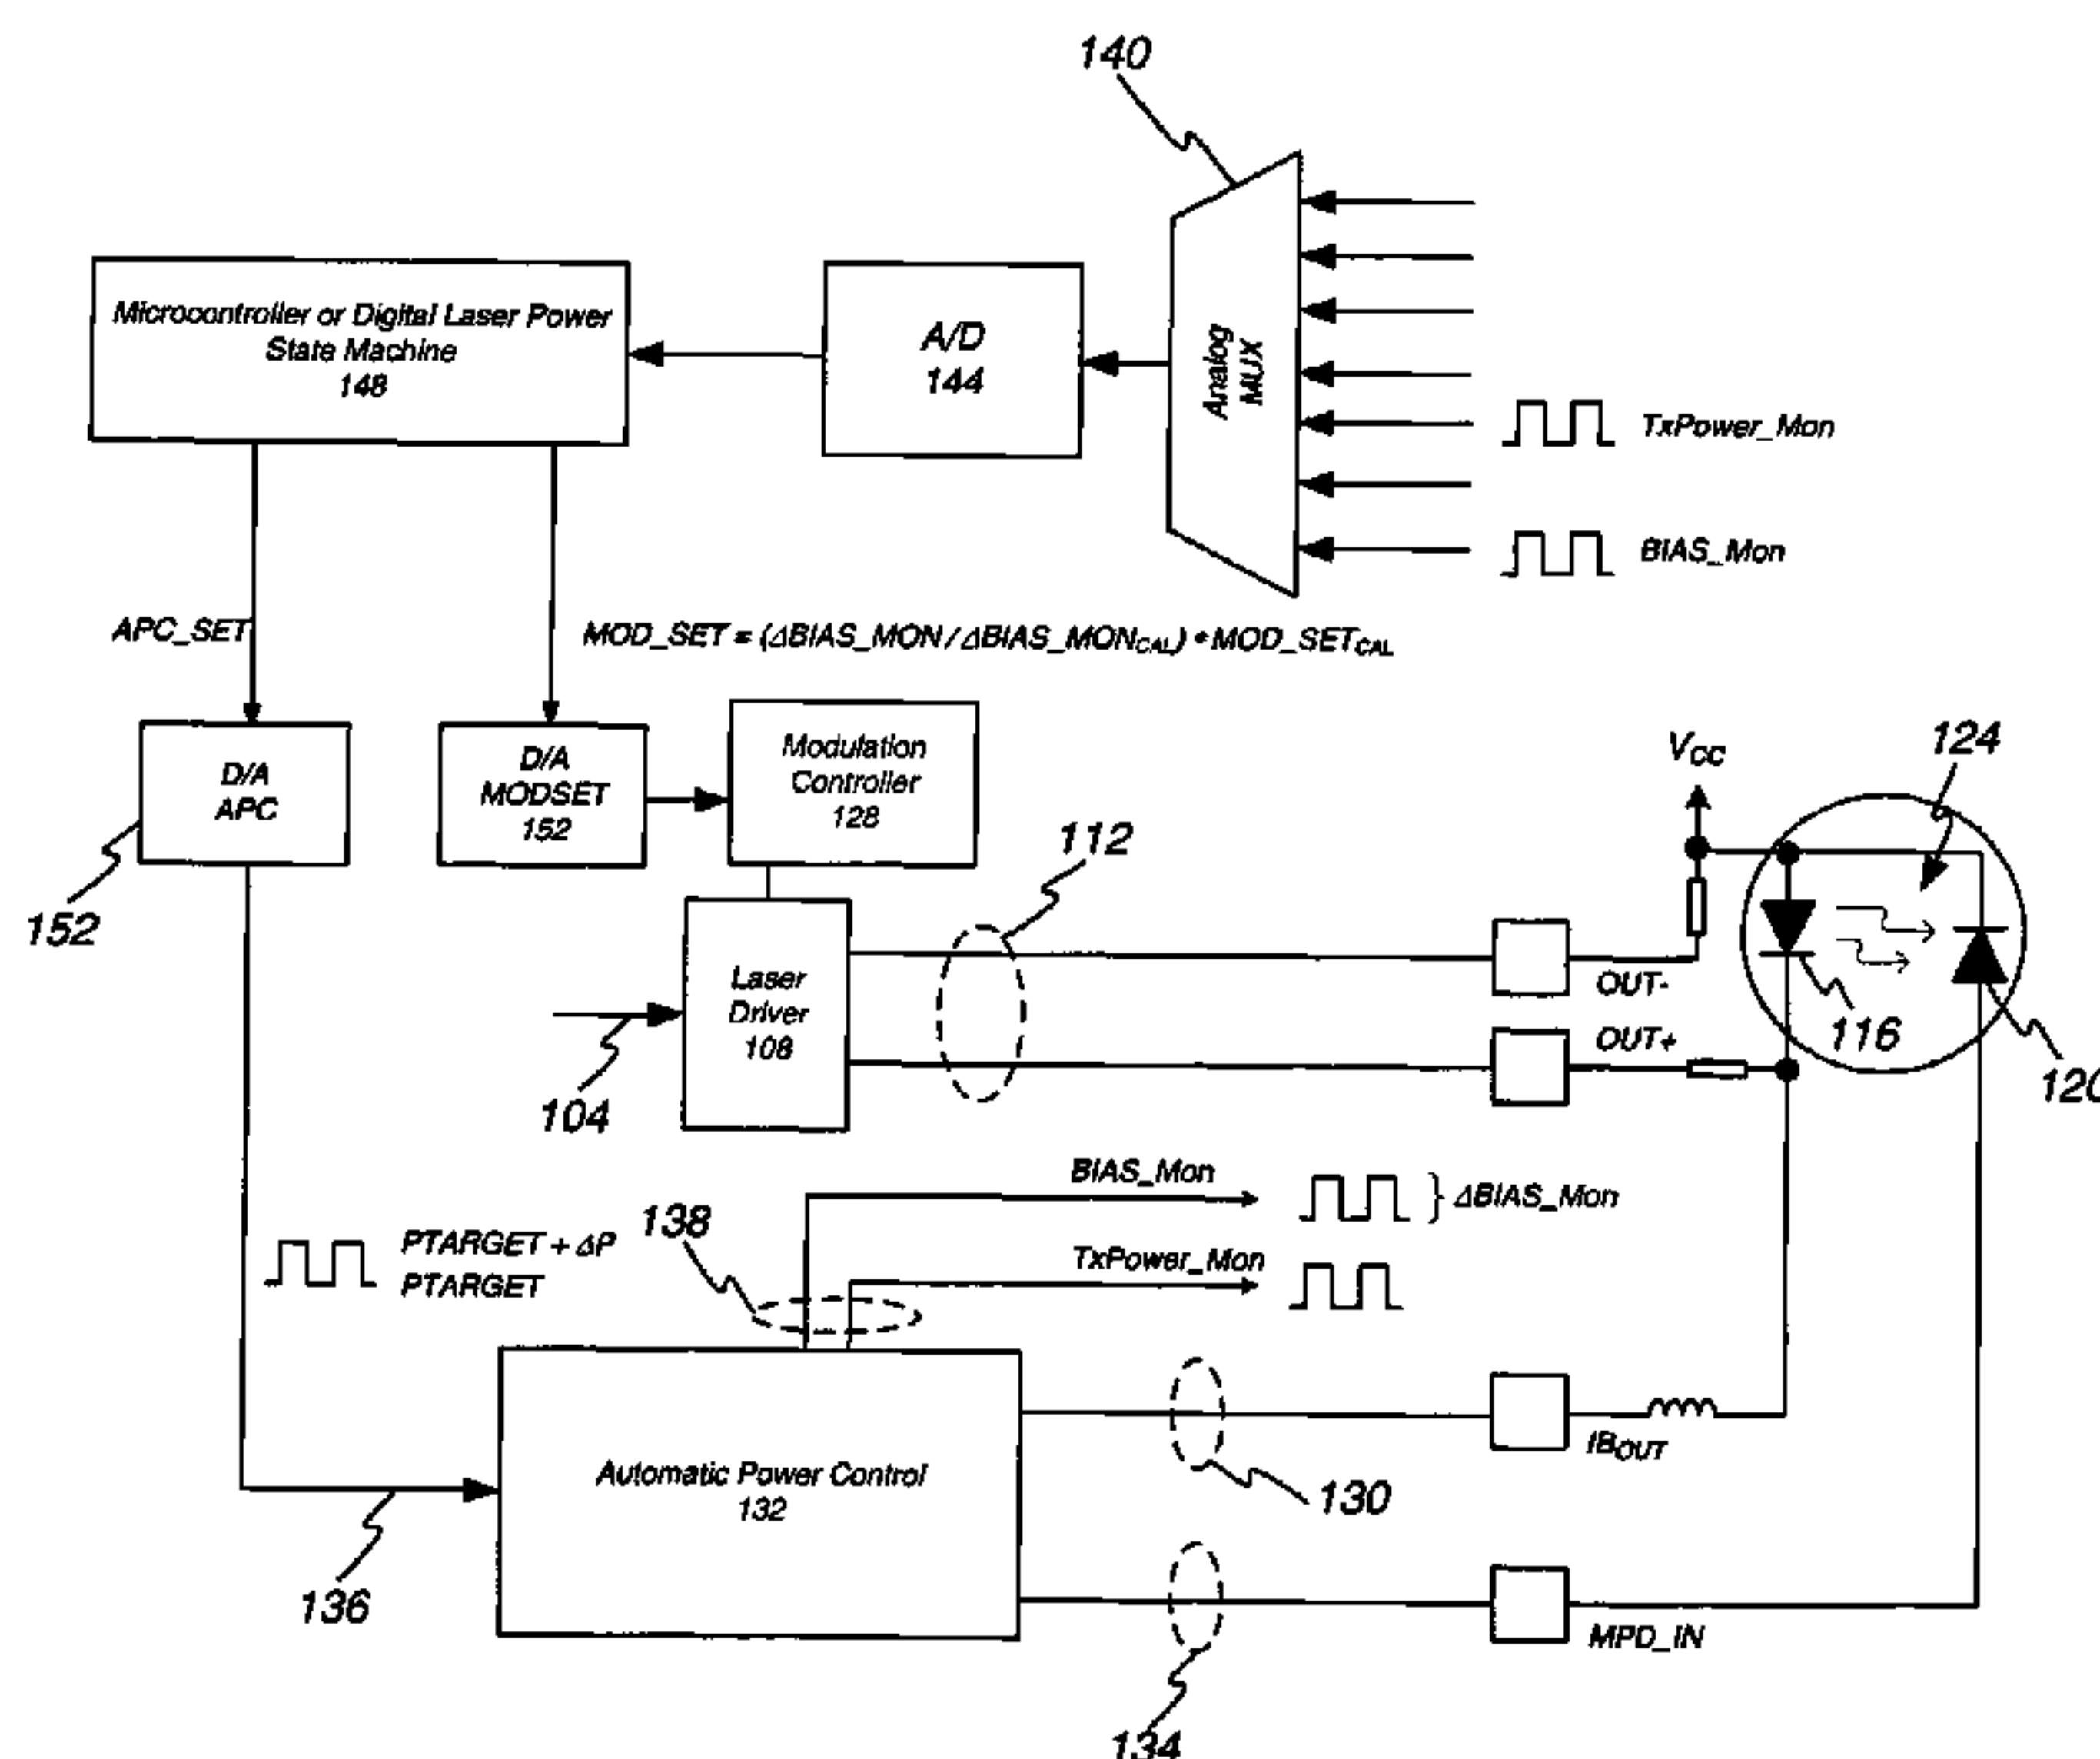 140
Microcontroller or Digital Laser Power
State Machine
148
A/D
144
Analog
MUX
TxPower_Mon
BIAS_Mon
APC_SET
MOD_SET = (ΔBIAS_MON / ΔBIAS_MONCAL) • MOD_SETCAL
D/A
APC
152
D/A
MODSET
152
Modulation
Controller
128
112
VCC
124
Laser
Driver
108
104
OUT-
OUT+
116
120
BIAS_Mon
ΔBIAS_Mon
138
TxPower_Mon
PTARGET + ΔP
PTARGET
Automatic Power Control
132
136
130
IBOUT
134
MPD_IN